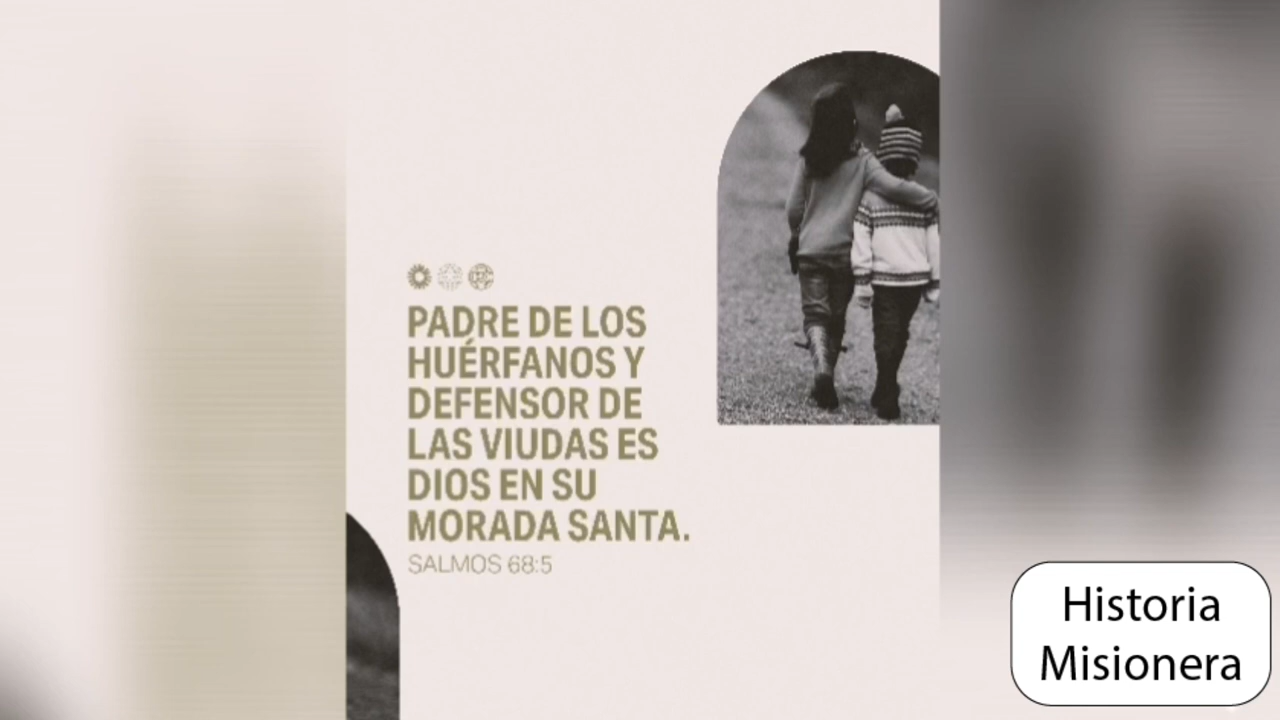 PADRE DE LOS
HUÉRFANOS Y
DEFENSOR DE
LAS VIUDAS ES
DIOS EN SU
MORADA SANTA.
SALMOS 68:5
Historia
Misionera